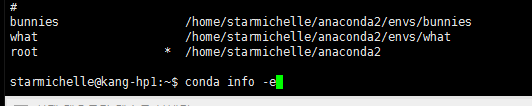 #
bunnies                  /home/starmichelle/anaconda2/envs/bunnies
what                     /home/starmichelle/anaconda2/envs/what
root                  *  /home/starmichelle/anaconda2
starmichelle@kang-hp1:~$ conda info -e